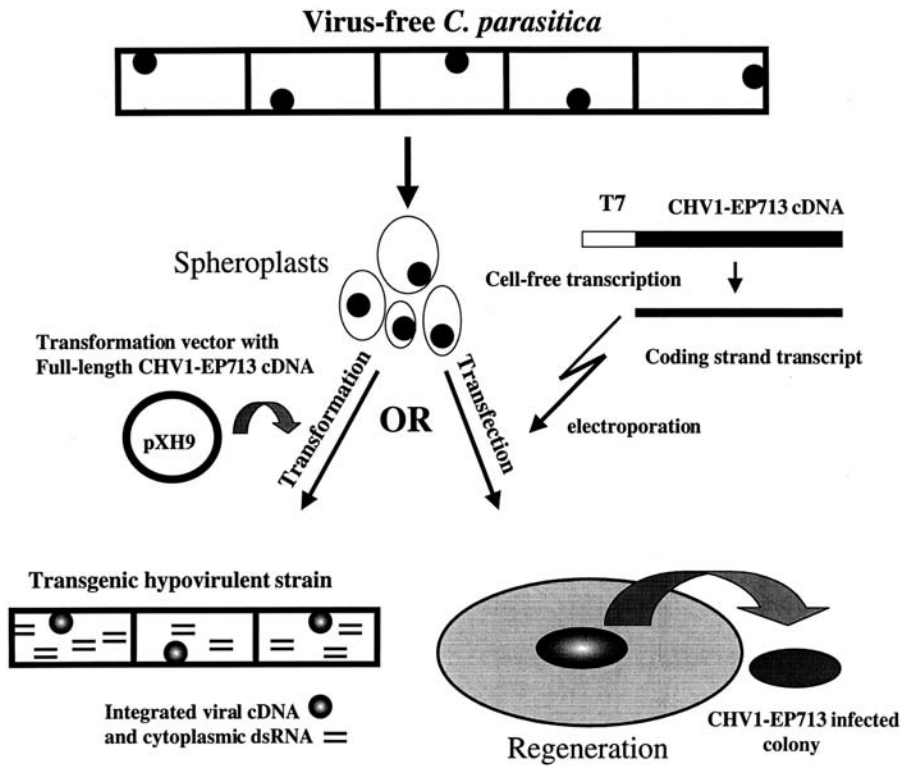 Virus-free C. parasitica
T7
CHV1-EP713 cDNA
Spheroplasts
Cell-free transcription
Transformation vector with
Full-length CHV1-EP713 cDNA
Coding strand transcript
pXH9
Transformation
OR
Transfection
electroporation
Transgenic hypovirulent strain
Integrated viral cDNA
and cytoplasmic dsRNA
Regeneration
CHV1-EP713 infected
colony